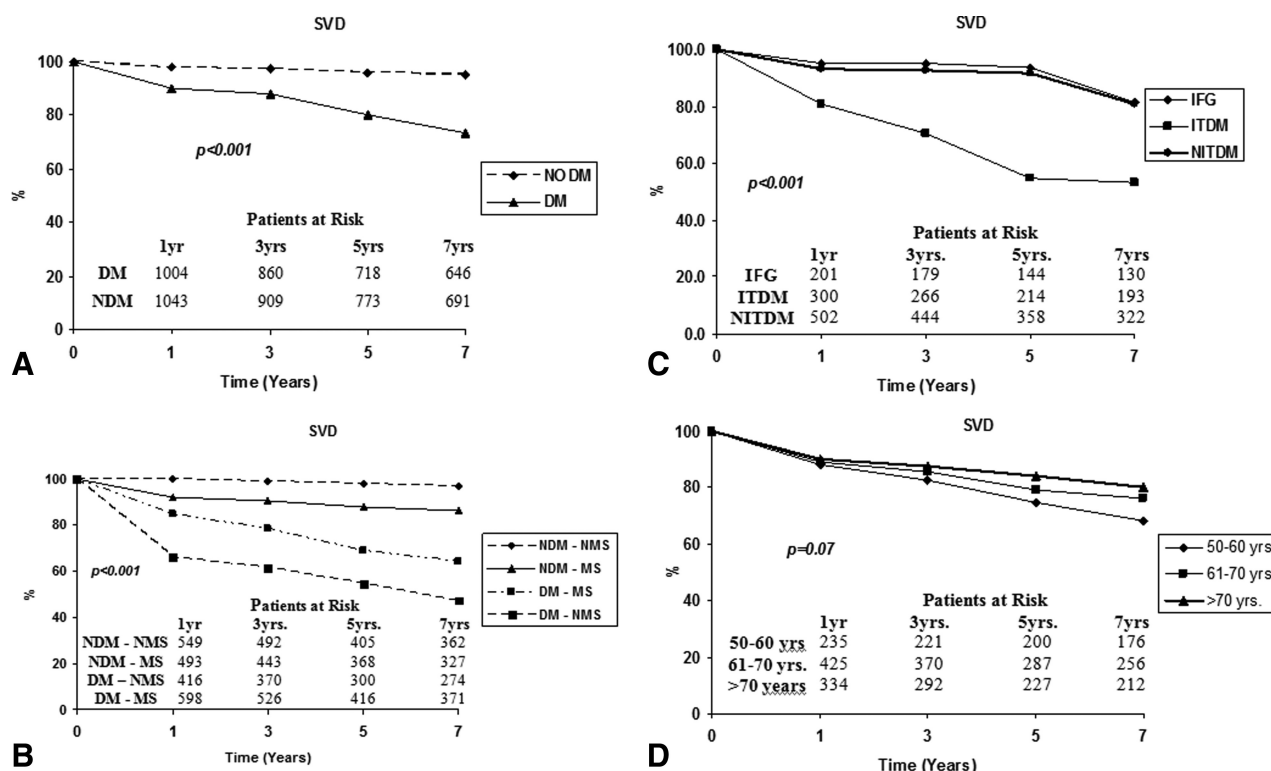 SVD
100
80
60
40
20
0
%
p<0.001
NO DM
DM
Patients at Risk
1yr 3yrs 5yrs 7yrs
DM 1004 860 718 646
NDM 1043 909 773 691
0 1 3 5 7
Time (Years)
A
SVD
100.0
80.0
60.0
40.0
20.0
0.0
%
p<0.001
IFG
ITDM
NITDM
Patients at Risk
1yr 3yrs. 5yrs. 7yrs
IFG 201 179 144 130
ITDM 300 266 214 193
NITDM 502 444 358 322
0 1 3 5 7
Time (Years)
C
SVD
100
80
60
40
20
0
%
p<0.001
NDM - NMS
NDM - MS
DM - MS
DM - NMS
Patients at Risk
1yr 3yrs. 5yrs. 7yrs
NDM - NMS 549 492 405 362
NDM - MS 493 443 368 327
DM – NMS 416 370 300 274
DM - MS 598 526 416 371
0 1 3 5 7
Time (Years)
B
SVD
100
80
60
40
20
0
%
p=0.07
50-60 yrs
61-70 yrs
>70 yrs.
Patients at Risk
1yr 3yrs. 5yrs. 7yrs
50-60 yrs 235 221 200 176
61-70 yrs. 425 370 287 256
>70 years 334 292 227 212
0 1 3 5 7
Time (Years)
D